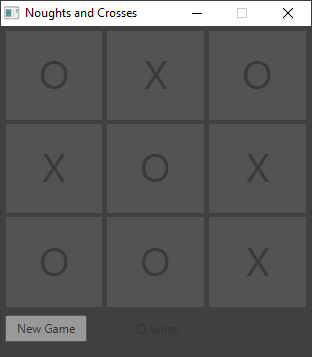 Noughts and Crosses
O X O
X O X
O O X
New Game O wins.